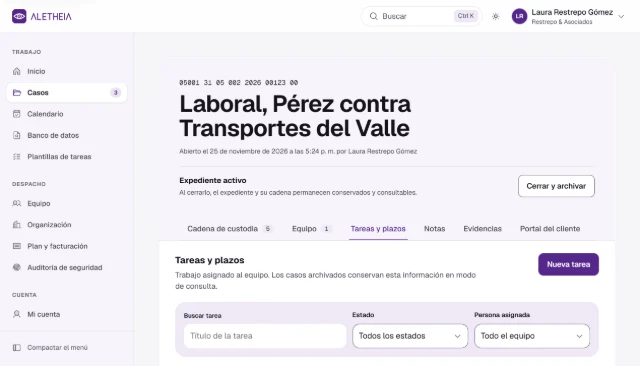 ALETHEIA
Buscar
Ctrl K
LR
Laura Restrepo Gómez
Restrepo & Asociados
TRABAJO
Inicio
Casos 3
Calendario
Banco de datos
Plantillas de tareas
DESPACHO
Equipo
Organización
Plan y facturación
Auditoría de seguridad
CUENTA
Mi cuenta
Compactar el menú
05001 31 05 002 2026 00123 00
Laboral, Pérez contra
Transportes del Valle
Abierto el 25 de noviembre de 2026 a las 5:24 p. m. por Laura Restrepo Gómez
Expediente activo
Al cerrarlo, el expediente y su cadena permanecen conservados y consultables.
Cerrar y archivar
Cadena de custodia 5 Equipo 1 Tareas y plazos Notas Evidencias Portal del cliente
Tareas y plazos
Trabajo asignado al equipo. Los casos archivados conservan esta información en modo
de consulta.
Nueva tarea
Buscar tarea
Título de la tarea
Estado
Todos los estados
Persona asignada
Todo el equipo